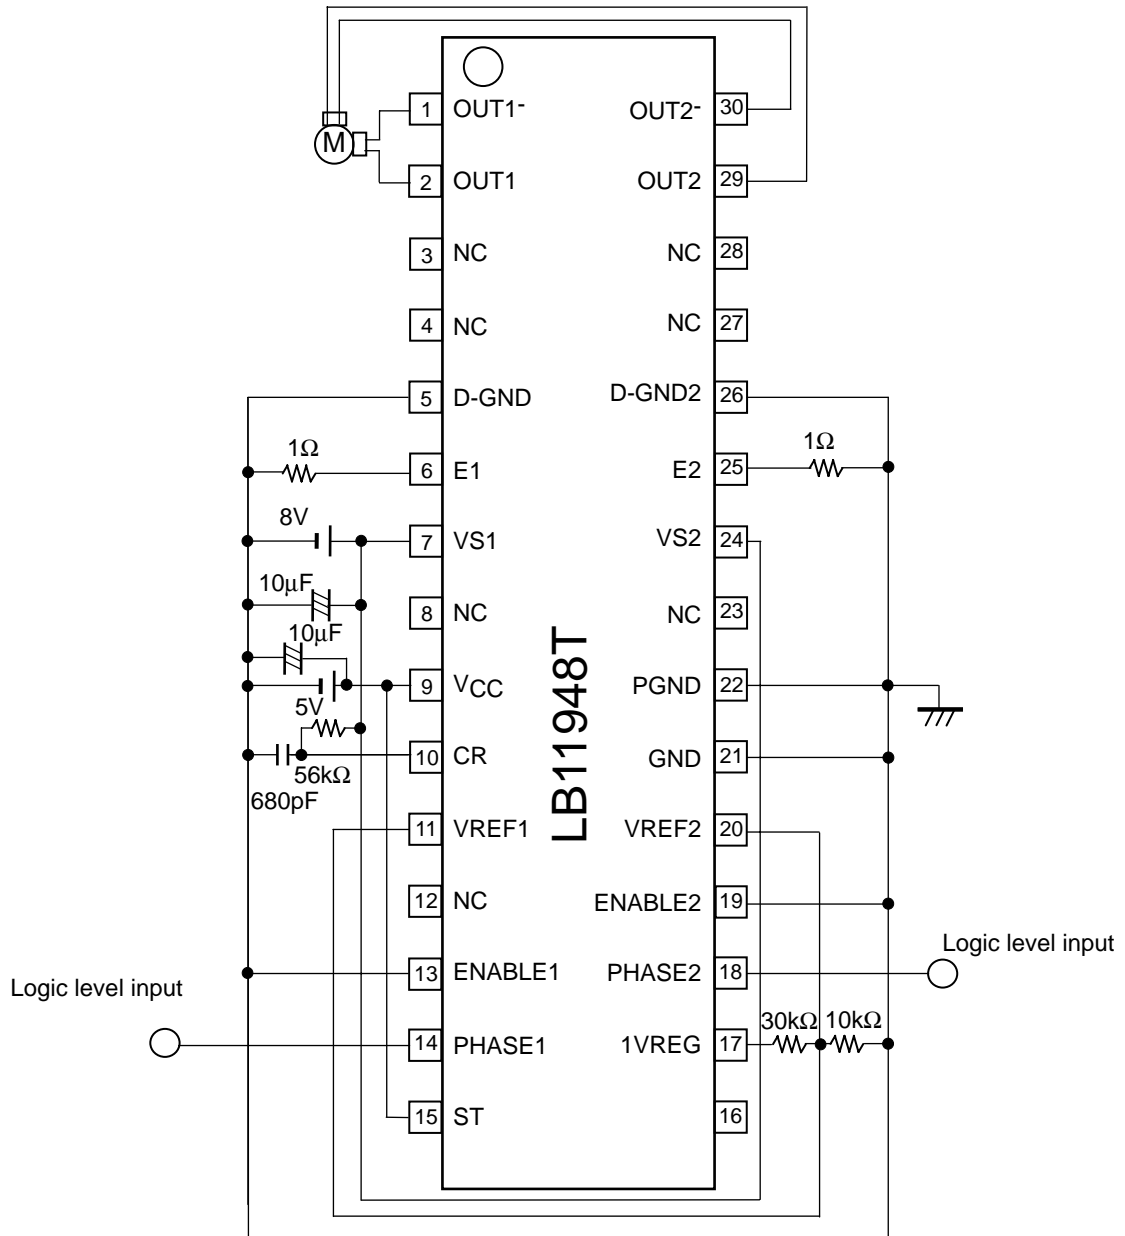 M
1 OUT1-
OUT2- 30
2 OUT1
OUT2 29
3 NC
NC 28
4 NC
NC 27
5 D-GND
D-GND2 26
1Ω
1Ω
6 E1
E2 25
8V
7 VS1
VS2 24
10μF
8 NC
NC 23
10μF
9 VCC
PGND 22
5V
10 CR
GND 21
56kΩ
680pF
11 VREF1
VREF2 20
12 NC
ENABLE2 19
Logic level input
13 ENABLE1
PHASE2 18
Logic level input
30kΩ 10kΩ
14 PHASE1
1VREG 17
15 ST
16
LB11948T